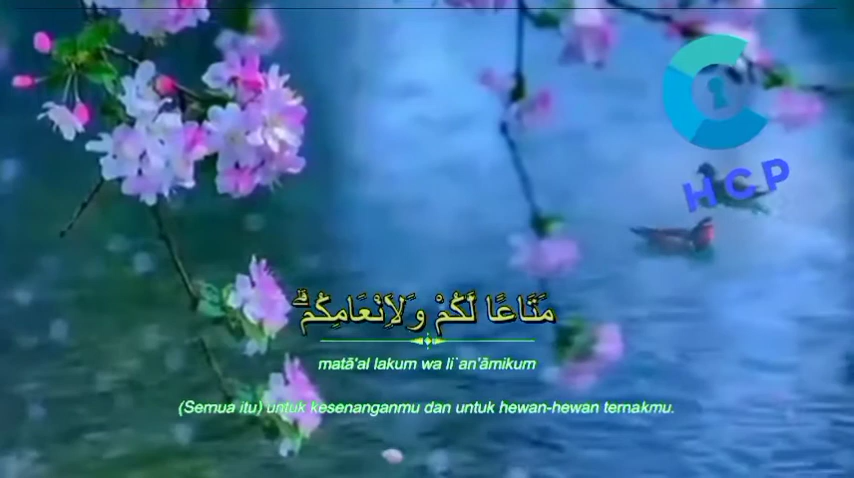 HCP
مَتَاعًا لَّكُمْ وَلِاَنْعَامِكُمْۗ
matā'al lakum wa li`an'āmikum
(Semua itu) untuk kesenanganmu dan untuk hewan-hewan ternakmu.